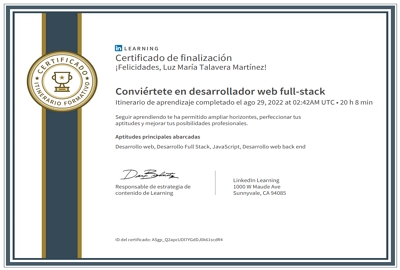 in LEARNING
Certificado de finalización
¡Felicidades, Luz María Talavera Martínez!
CERTIFICADO
ITINERARIO FORMATIVO
Conviértete en desarrollador web full-stack
Itinerario de aprendizaje completado el ago 29, 2022 at 02:42AM UTC • 20 h 8 min
Seguir aprendiendo te ha permitido ampliar horizontes, perfeccionar tus
aptitudes y mejorar tus posibilidades profesionales.
Aptitudes principales abarcadas
Desarrollo web, Desarrollo Full Stack, JavaScript, Desarrollo web back end
Responsable de estrategia de
contenido de Learning
LinkedIn Learning
1000 W Maude Ave
Sunnyvale, CA 94085
ID del certificado: